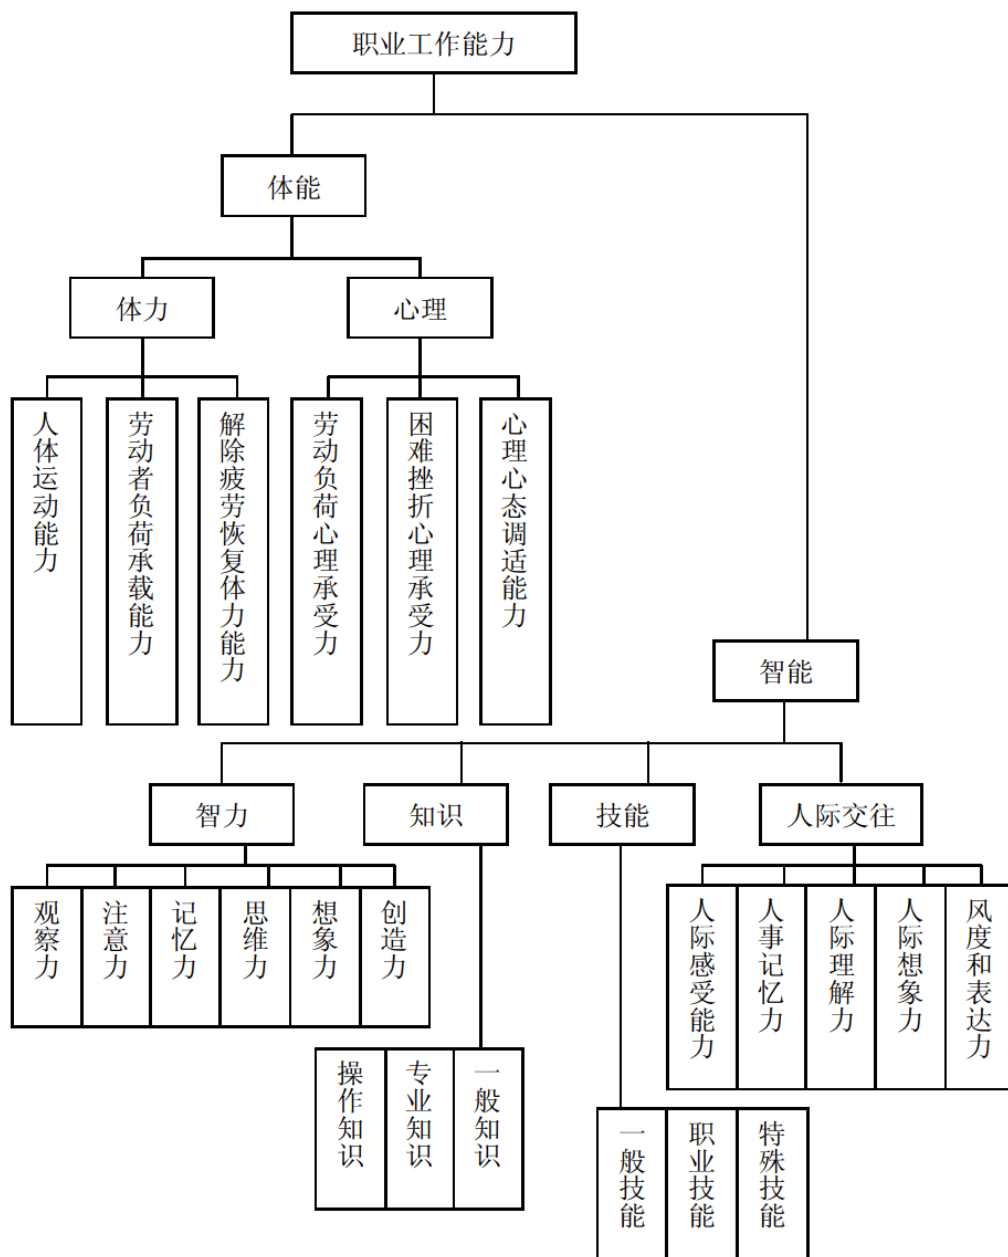 职业工作能力
体能
体力
心理
人体运动能力
劳动者负荷承载能力
解除疲劳恢复体力能力
劳动负荷心理承受力
困难挫折心理承受力
心理心态调适能力
智能
智力
知识
技能
人际交往
观察力
注意力
记忆力
思维力
想象力
创造力
人际感受能力
人事记忆力
人际理解力
人际想象力
风度和表达力
操作知识
专业知识
一般知识
一般技能
职业技能
特殊技能